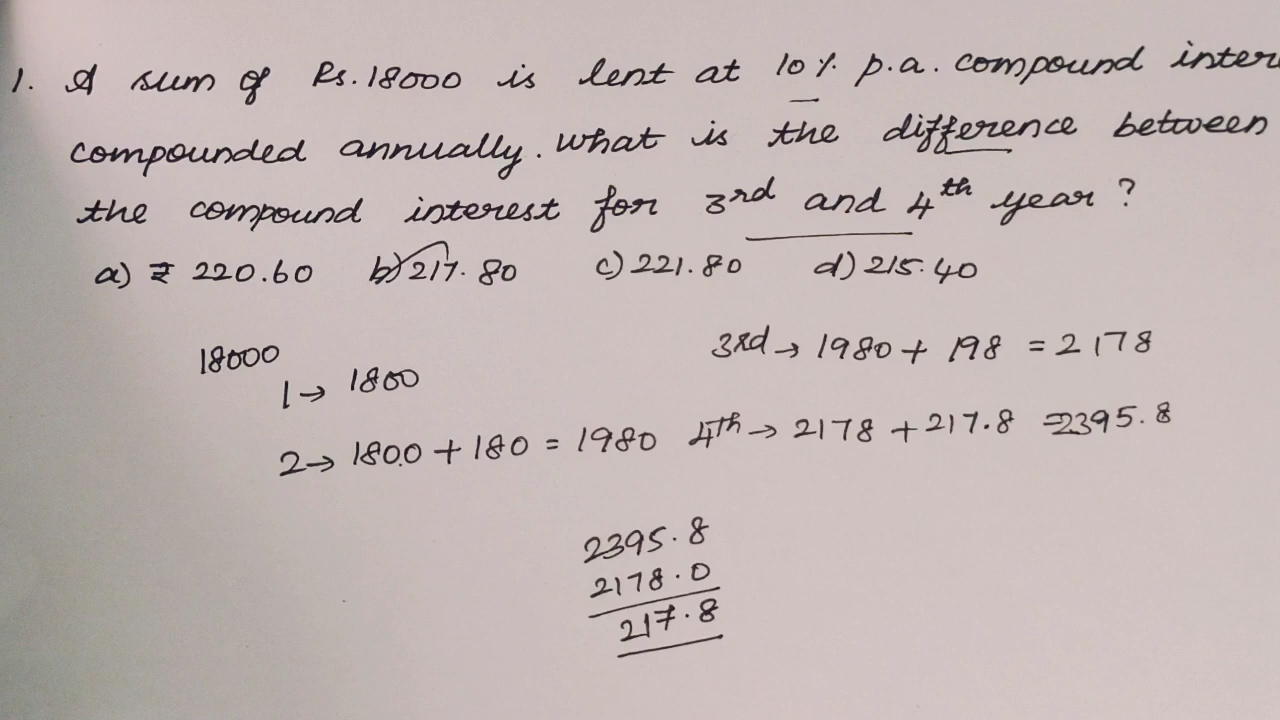 1. A sum of Rs. 18000 is lent at 10 %. p.a. compound inter
compounded annually. What is the difference between
the compound interest for 3rd and 4th year ?
a) ₹ 220.60 b) 217.80 c) 221.80 d) 215.40
18000
1 → 1800
2 → 1800 + 180 = 1980
3rd → 1980 + 198 = 2178
4th → 2178 + 217.8 = 2395.8
2395.8
2178.0
217.8